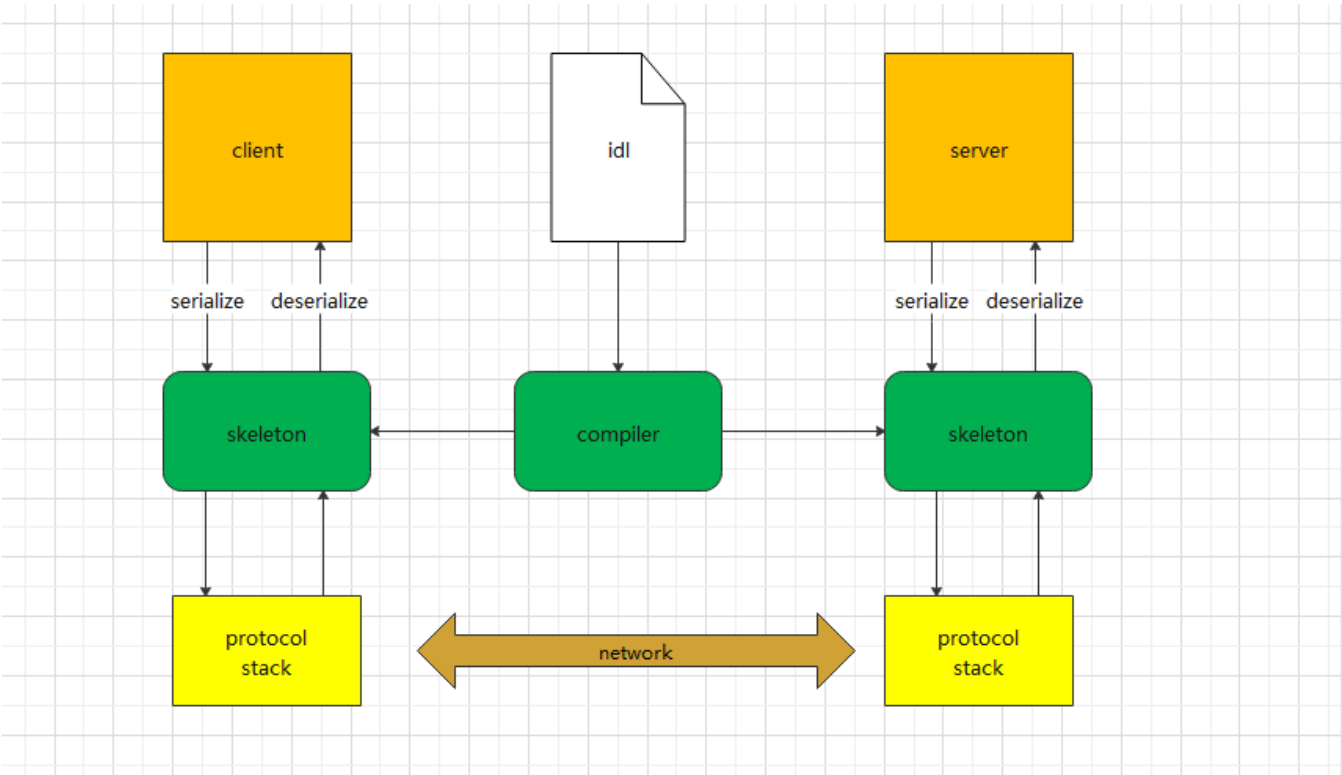 client
idl
server
serialize
deserialize
serialize
deserialize
skeleton
compiler
skeleton
protocol
stack
network
protocol
stack